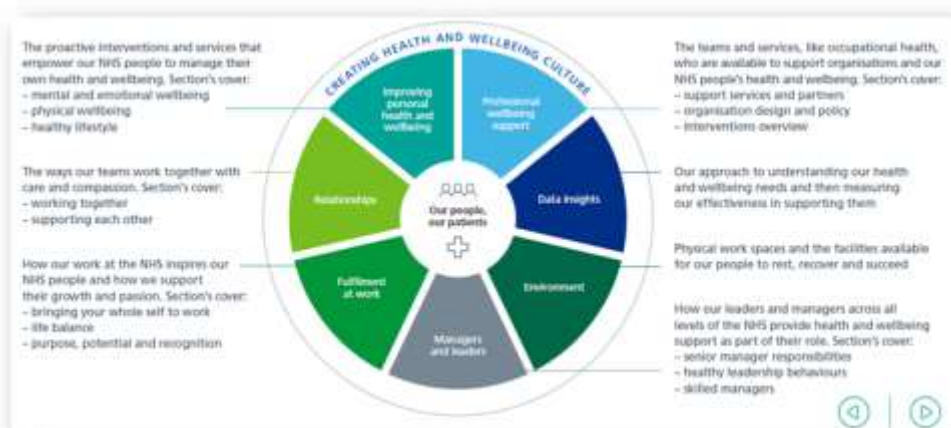 CREATING HEALTH AND WELLBEING CULTURE
The proactive interventions and services that
empower our NHS people to manage their
own health and wellbeing. Section's cover:
– mental and emotional wellbeing
– physical wellbeing
– healthy lifestyle
The ways our teams work together with
care and compassion. Section's cover:
– working together
– supporting each other
How our work at the NHS inspires our
NHS people and how we support
their growth and passion. Section's cover:
– bringing your whole self to work
– life balance
– purpose, potential and recognition
Improving
personal
health and
wellbeing
Professional
wellbeing
support
Relationships
Data insights
Our people,
our patients
Fulfilment
at work
Environment
Managers
and leaders
The teams and services, like occupational health,
who are available to support organisations and our
NHS people's health and wellbeing. Section's cover:
– support services and partners
– organisation design and policy
– interventions overview
Our approach to understanding our health
and wellbeing needs and then measuring
our effectiveness in supporting them
Physical work spaces and the facilities available
for our people to rest, recover and succeed
How our leaders and managers across all
levels of the NHS provide health and wellbeing
support as part of their role. Section's cover:
– senior manager responsibilities
– healthy leadership behaviours
– skilled managers